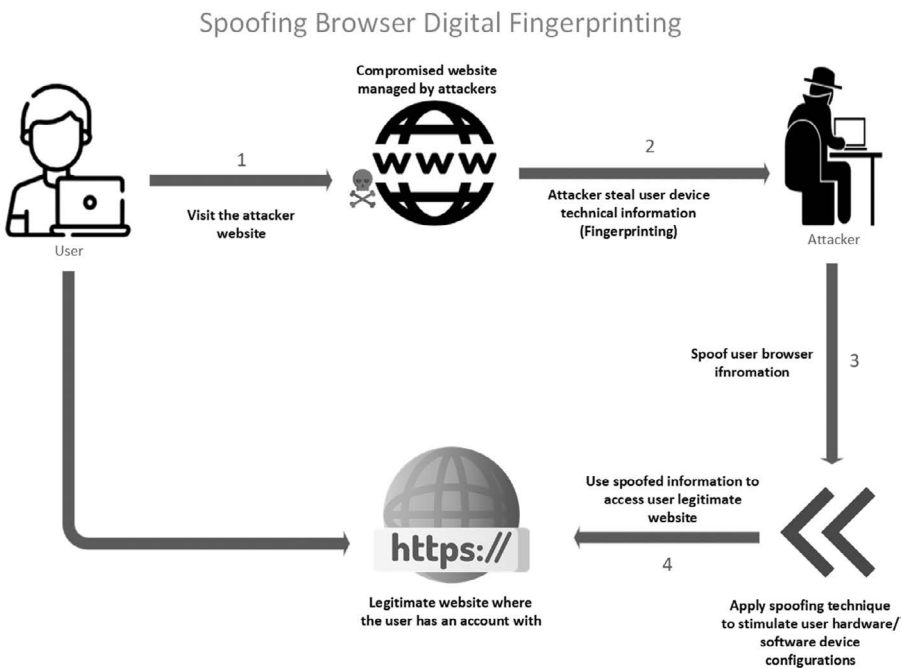 Spoofing Browser Digital Fingerprinting
Compromised website
managed by attackers
www
1
Visit the attacker
website
User
2
Attacker steal user device
technical information
(Fingerprinting)
Attacker
Spoof user browser
ifnromation
3
Use spoofed information to
access user legitimate
website
4
https://
Legitimate website where
the user has an account with
Apply spoofing technique
to stimulate user hardware/
software device
configurations